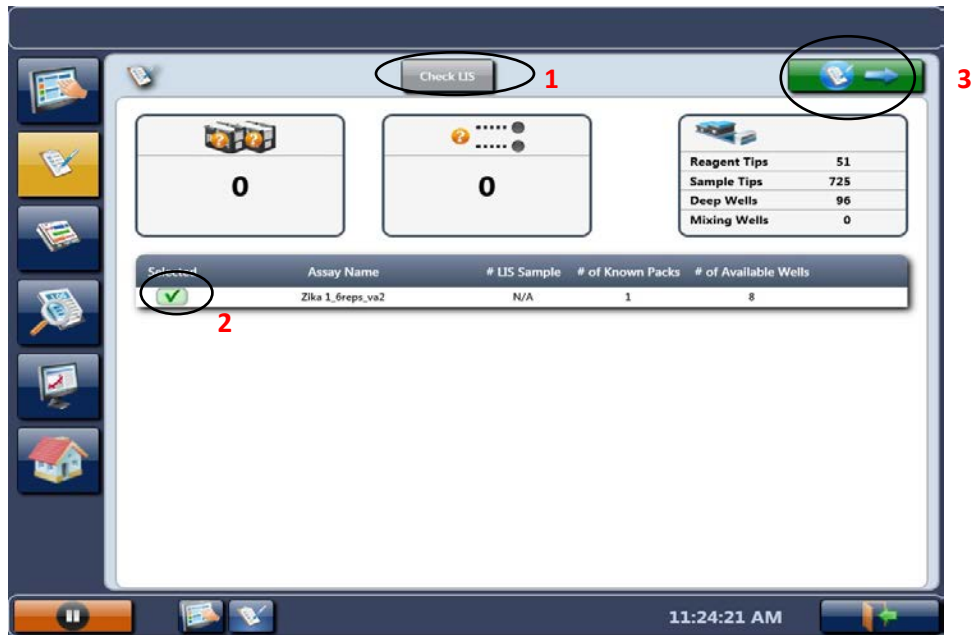 Check LIS
1
3
0
0
Reagent Tips 51
Sample Tips 725
Deep Wells 96
Mixing Wells 0
Selected Assay Name # LIS Sample # of Known Packs # of Available Wells
Zika 1_6reps_va2 N/A 1 8
2
11:24:21 AM